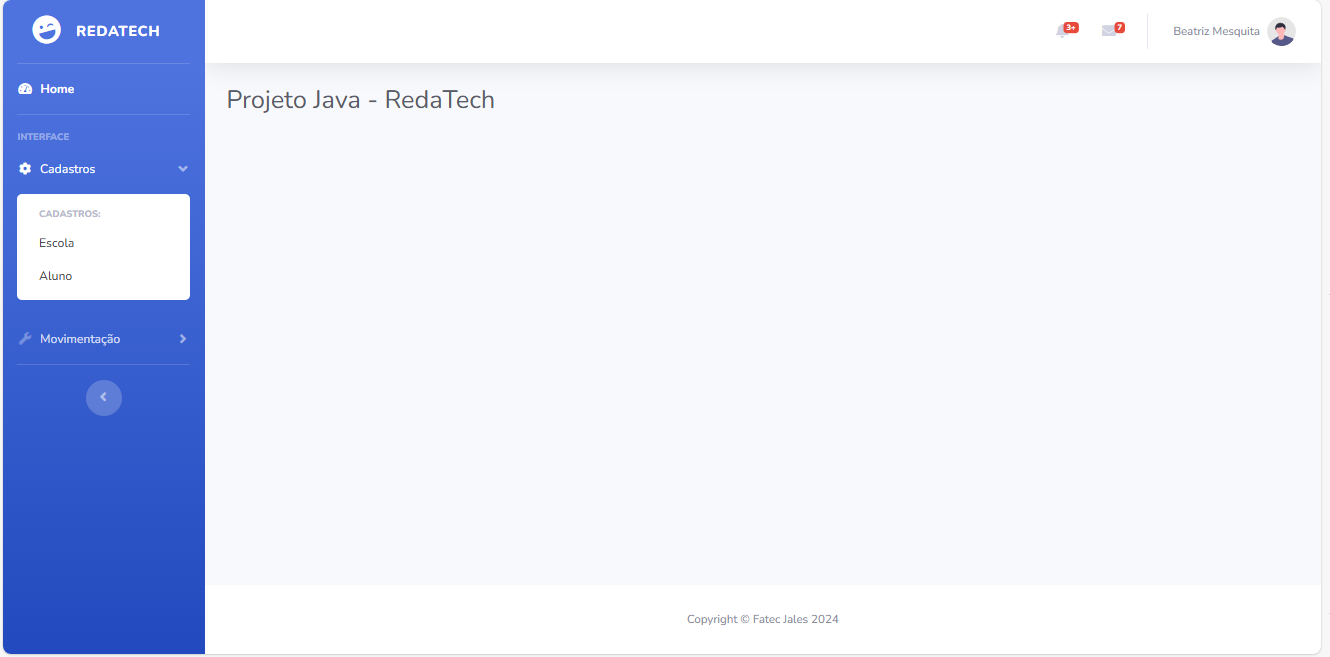 REDATECH
Home
INTERFACE
Cadastros
CADASTROS:
Escola
Aluno
Movimentação
3+
7
Beatriz Mesquita
Projeto Java - RedaTech
Copyright © Fatec Jales 2024